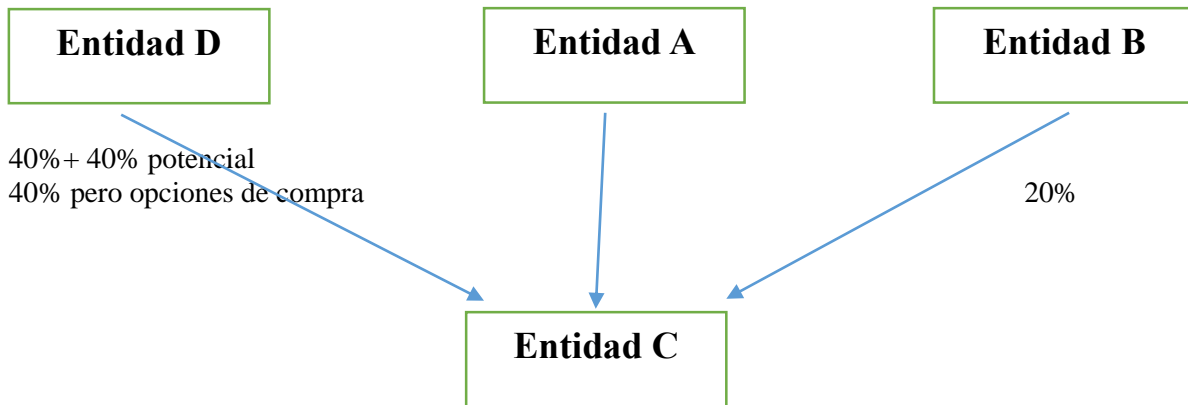 Entidad D
Entidad A
Entidad B
40%+ 40% potencial
40% pero opciones de compra
20%
Entidad C